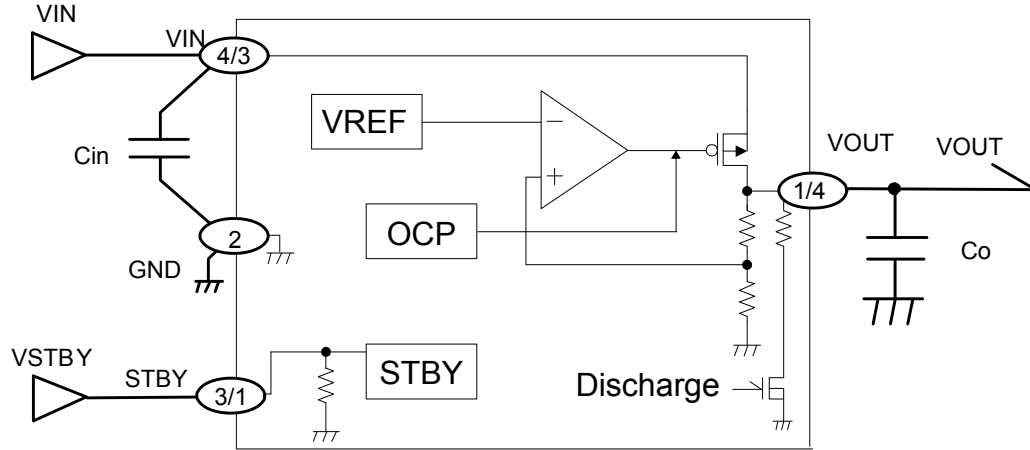 VIN
VIN
4/3
VREF
−
VOUT
VOUT
Cin
+
1/4
OCP
2
Co
GND
VSTBY
STBY
STBY
3/1
Discharge